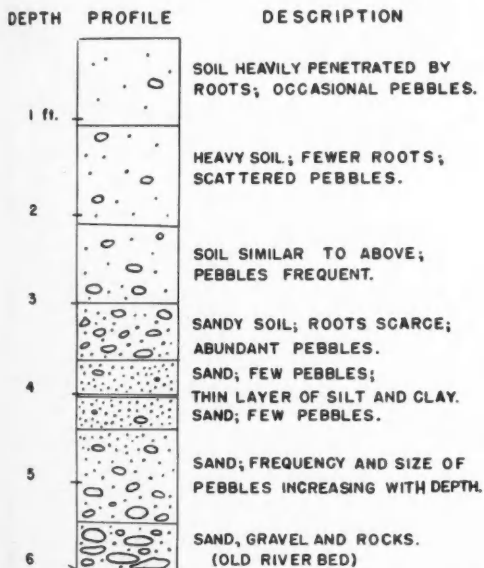 DEPTH PROFILE DESCRIPTION
SOIL HEAVILY PENETRATED BY
ROOTS; OCCASIONAL PEBBLES.
1 ft.
HEAVY SOIL; FEWER ROOTS;
SCATTERED PEBBLES.
2
SOIL SIMILAR TO ABOVE;
PEBBLES FREQUENT.
3
SANDY SOIL; ROOTS SCARCE;
ABUNDANT PEBBLES.
SAND; FEW PEBBLES;
4
THIN LAYER OF SILT AND CLAY.
SAND; FEW PEBBLES.
SAND; FREQUENCY AND SIZE OF
5
PEBBLES INCREASING WITH DEPTH.
SAND, GRAVEL AND ROCKS.
6
(OLD RIVER BED)